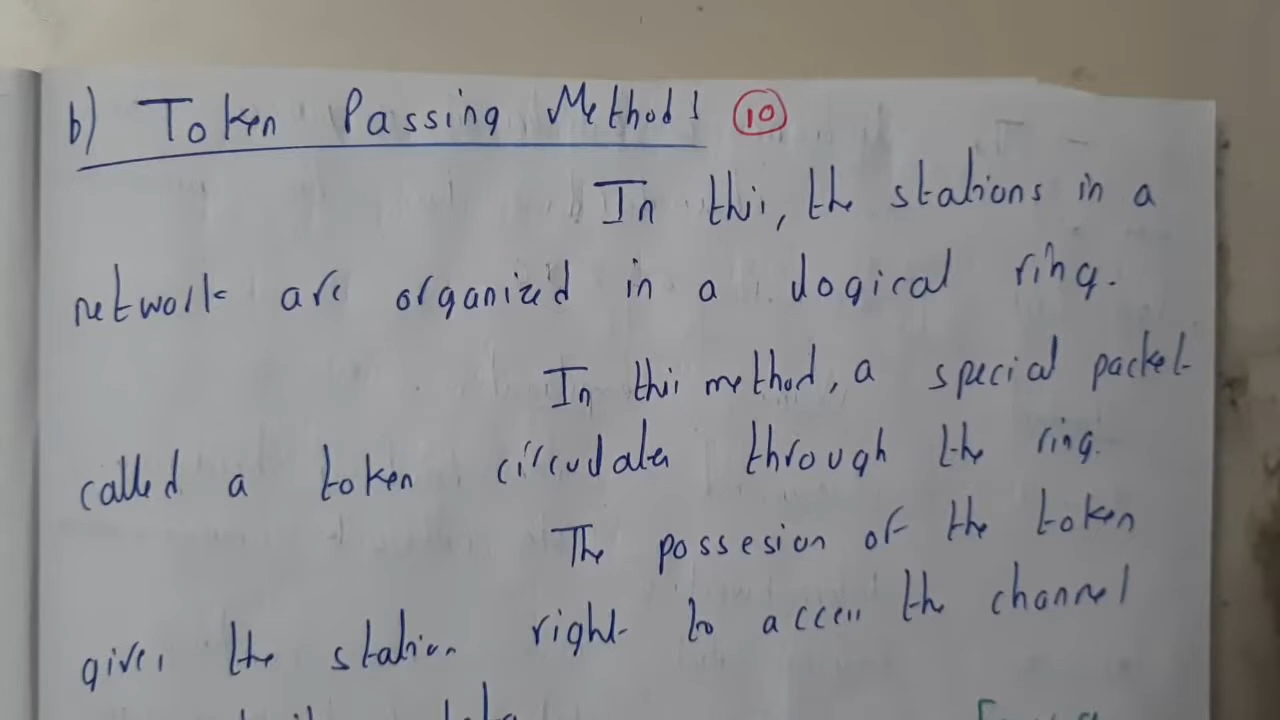 b) Token Passing Method! 10
In this, the stations in a
network are organized in a logical ring.
In this method, a special packet
called a token circulates through the ring.
The possesion of the token
gives the station right to access the channel
data